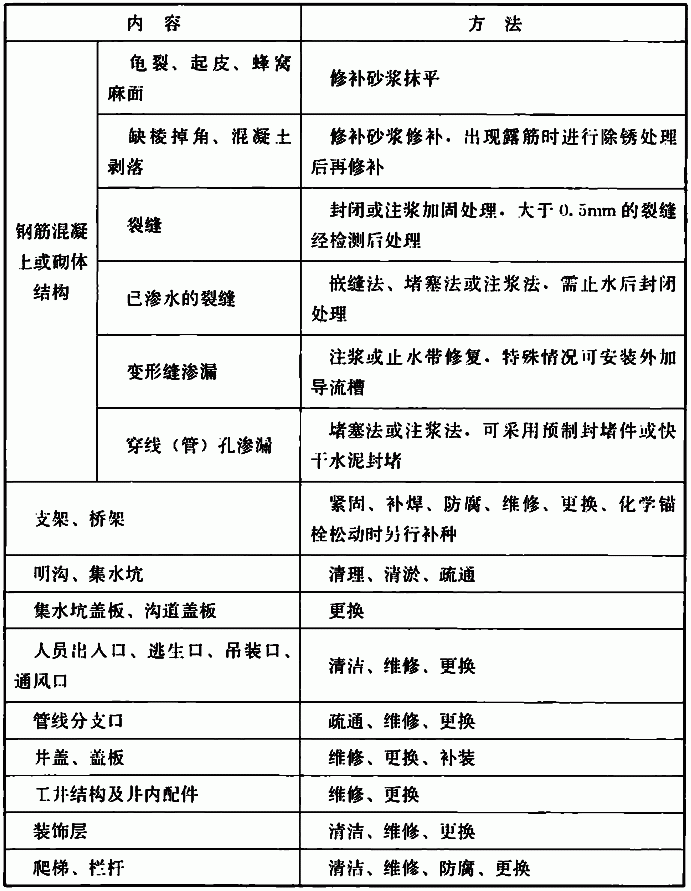 内 容
方 法
钢筋混凝
土或砌体
结构
龟裂、起皮、蜂窝
麻面
修补砂浆抹平
缺棱掉角、混凝土
剥落
修补砂浆修补。出现露筋时进行除锈处理
后再修补
裂缝
封闭或注浆加固处理。大于0.5mm的裂缝
经检测后处理
已渗水的裂缝
嵌缝法、堵塞法或注浆法。需止水后封闭
处理
变形缝渗漏
注浆或止水带修复。特殊情况可安装外加
导流槽
穿线（管）孔渗漏
堵塞法或注浆法。可采用预制封堵件或快
干水泥封堵
支架、桥架
紧固、补焊、防腐、维修、更换、化学锚
栓松动时另行补种
明沟、集水坑
清理、清淤、疏通
集水坑盖板、沟道盖板
更换
人员出入口、逃生口、吊装口、
通风口
清洁、维修、更换
管线分支口
疏通、维修、更换
井盖、盖板
维修、更换、补装
工井结构及井内配件
维修、更换
装饰层
清洁、维修、更换
爬梯、栏杆
清洁、维修、防腐、更换